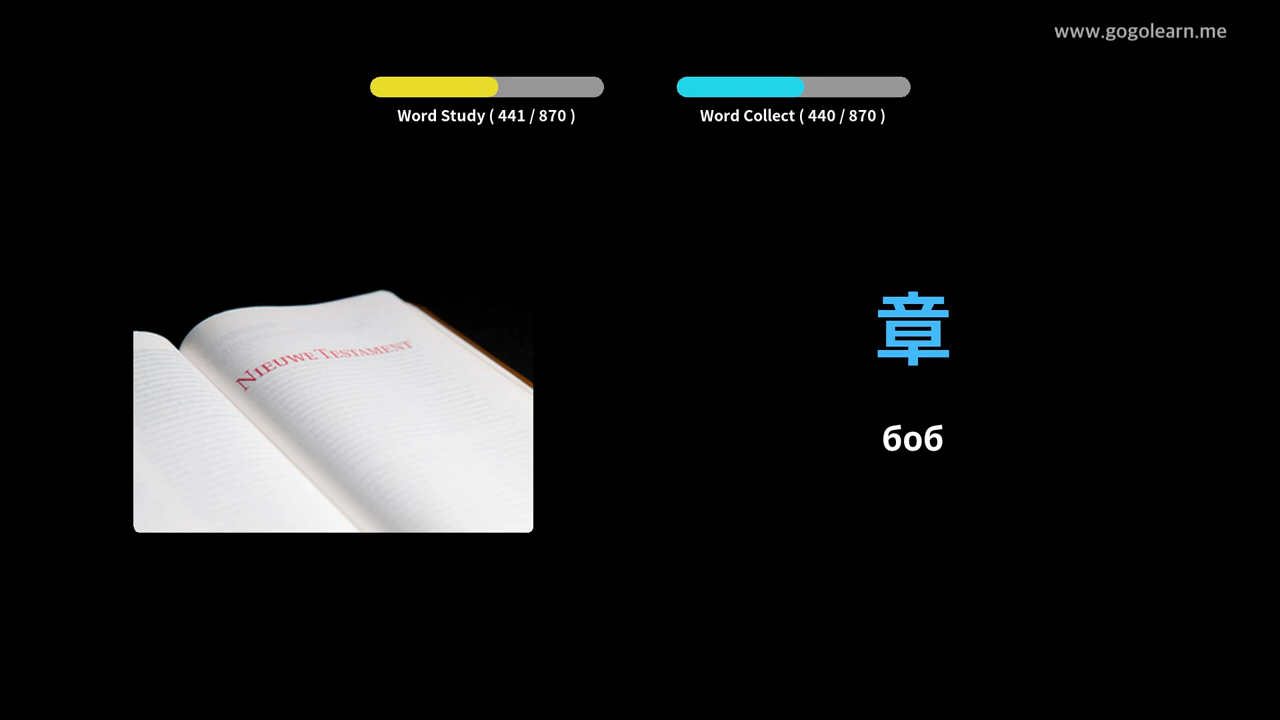 www.gogolearn.me
Word Study ( 441 / 870 )
Word Collect ( 440 / 870 )
NIEUWE TESTAMENT
章
боб